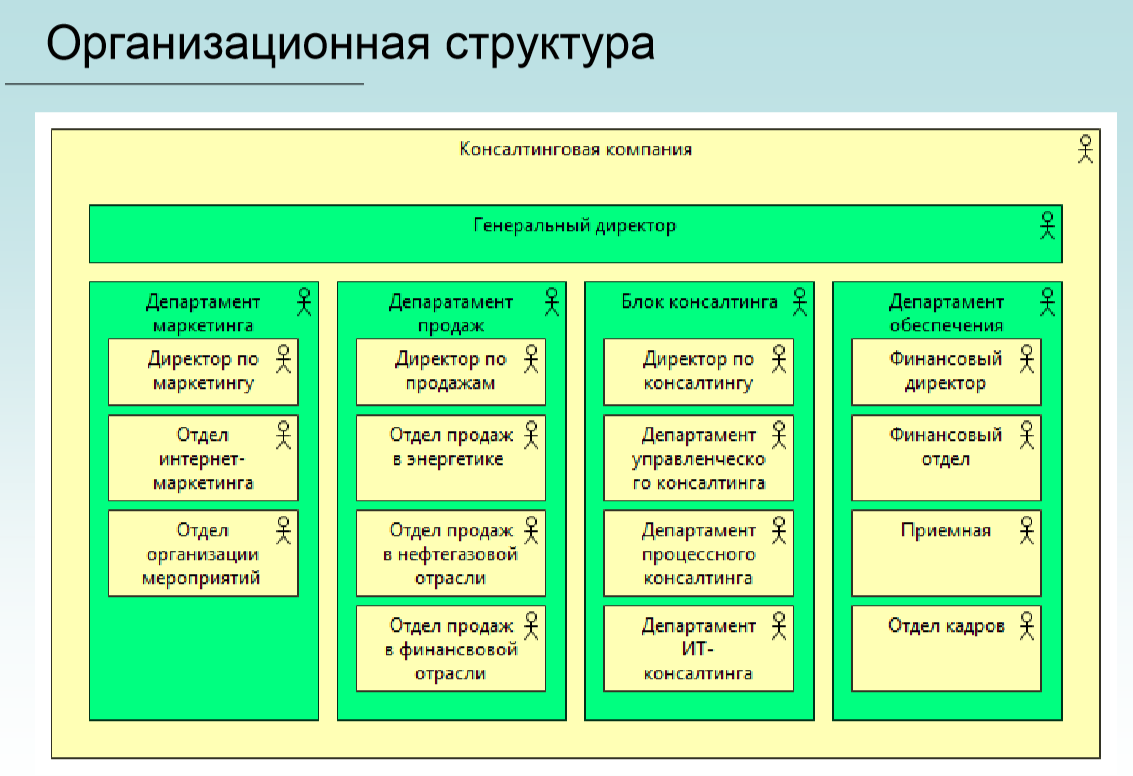 Организационная структура
Консалтинговая компания
Генеральный директор
Департамент
маркетинга
Директор по
маркетингу
Отдел
интернет-
маркетинга
Отдел
организации
мероприятий
Депаратамент
продаж
Директор по
продажам
Отдел продаж
в энергетике
Отдел продаж
в нефтегазовой
отрасли
Отдел продаж
в финансвовой
отрасли
Блок консалтинга
Директор по
консалтингу
Департамент
управленческо
го консалтинга
Департамент
процессного
консалтинга
Департамент
ИТ-
консалтинга
Департамент
обеспечения
Финансовый
директор
Финансовый
отдел
Приемная
Отдел кадров